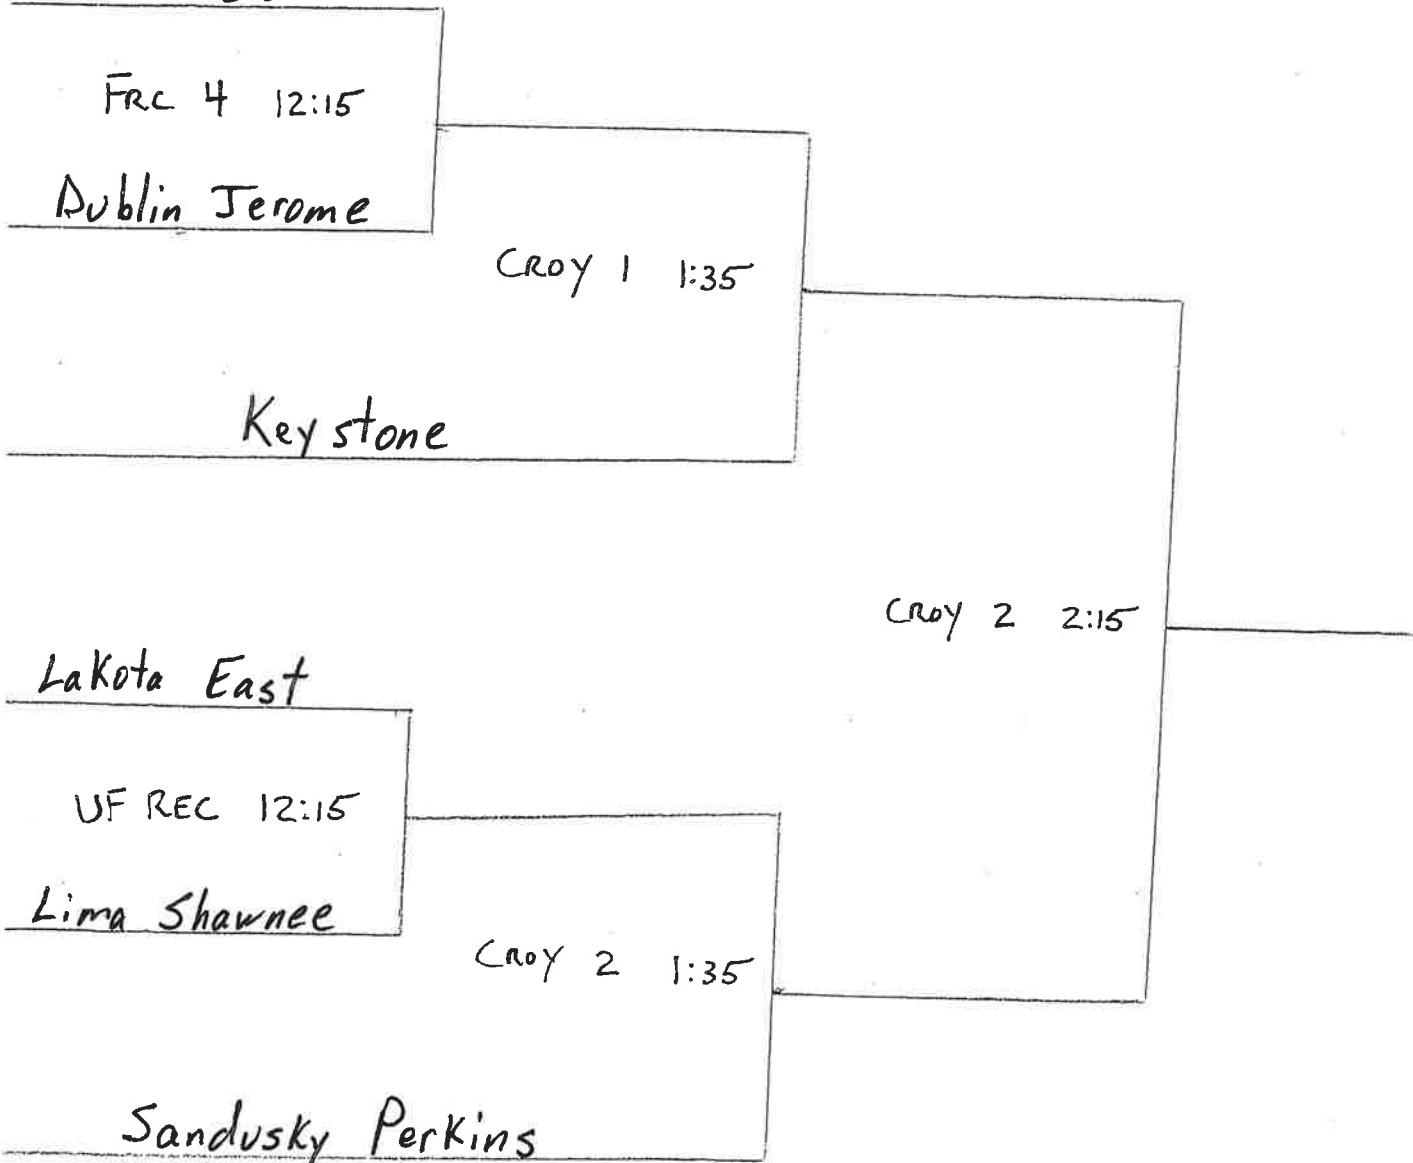 FRC 4 12:15
Dublin Jerome
CROY 1 1:35
Keystone
CROY 2 2:15
Lakota East
UF REC 12:15
Lima Shawnee
CROY 2 1:35
Sandusky Perkins